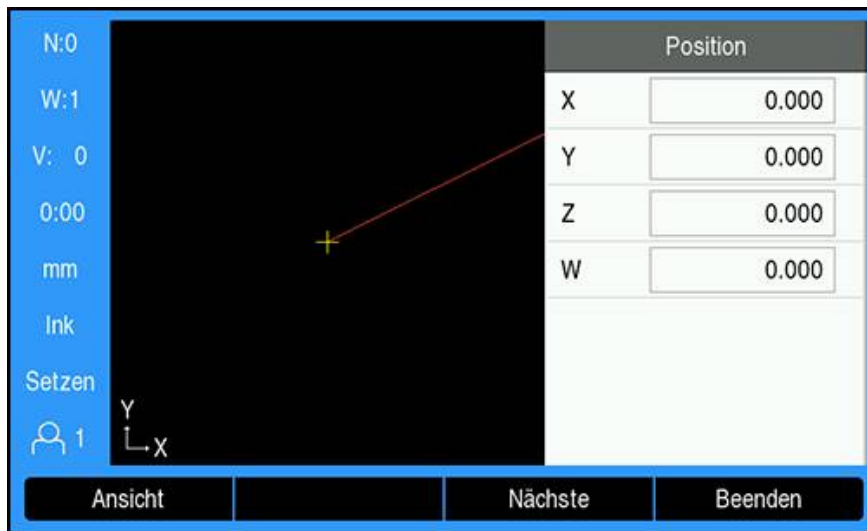 N:0
W:1
V: 0
0:00
mm
Ink
Setzen
1
Y
X
Position
X 0.000
Y 0.000
Z 0.000
W 0.000
Ansicht Nächste Beenden